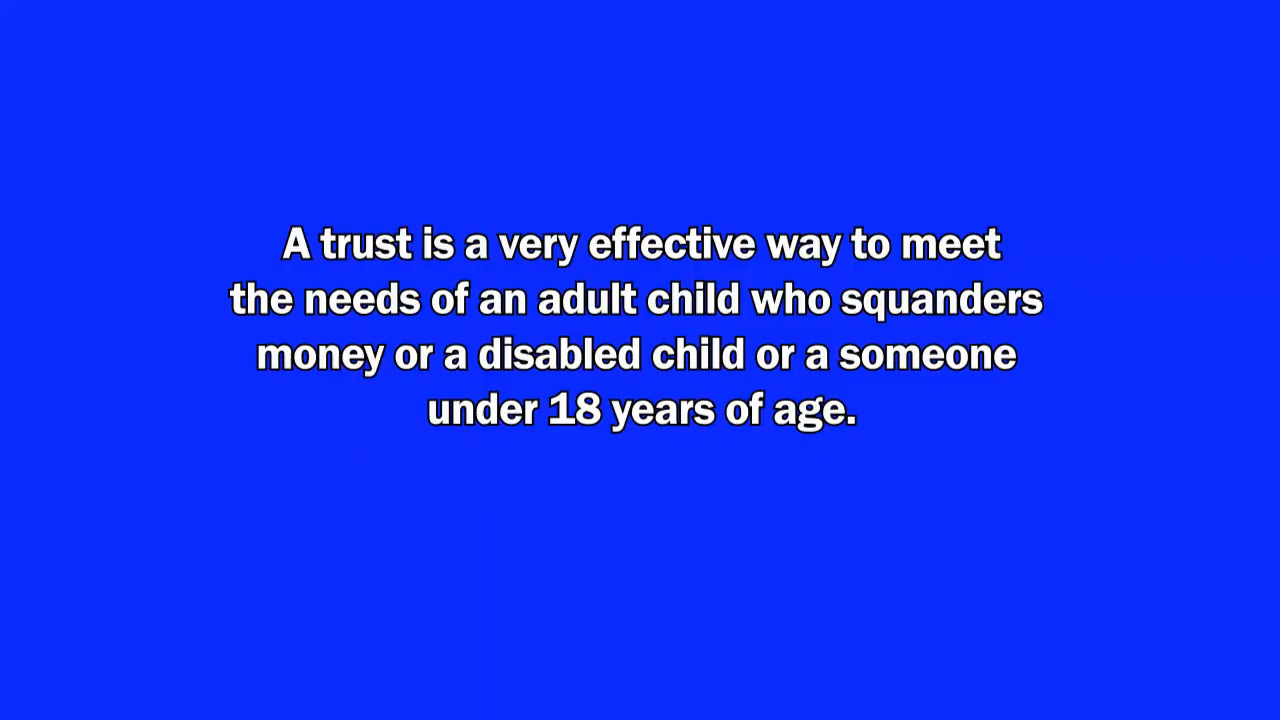 A trust is a very effective way to meet
the needs of an adult child who squanders
money or a disabled child or a someone
under 18 years of age.